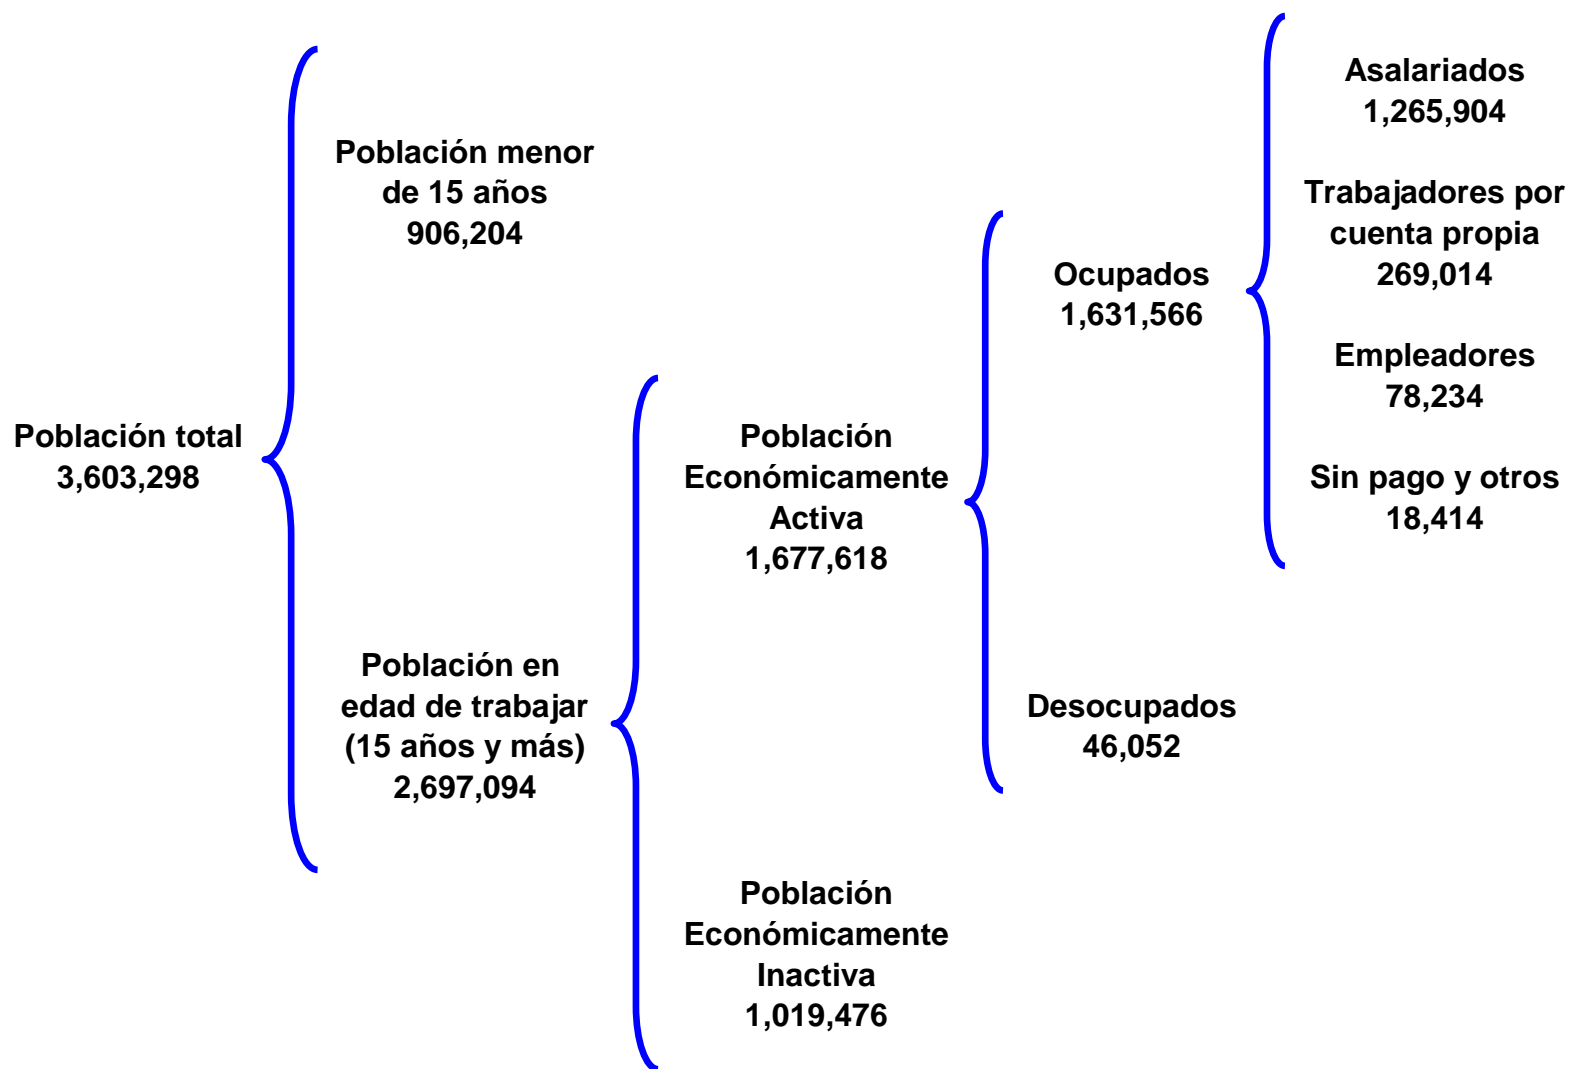 Población total
3,603,298
Población menor
de 15 años
906,204
Población en
edad de trabajar
(15 años y más)
2,697,094
Población
Económicamente
Activa
1,677,618
Población
Económicamente
Inactiva
1,019,476
Ocupados
1,631,566
Desocupados
46,052
Asalariados
1,265,904
Trabajadores por
cuenta propia
269,014
Empleadores
78,234
Sin pago y otros
18,414